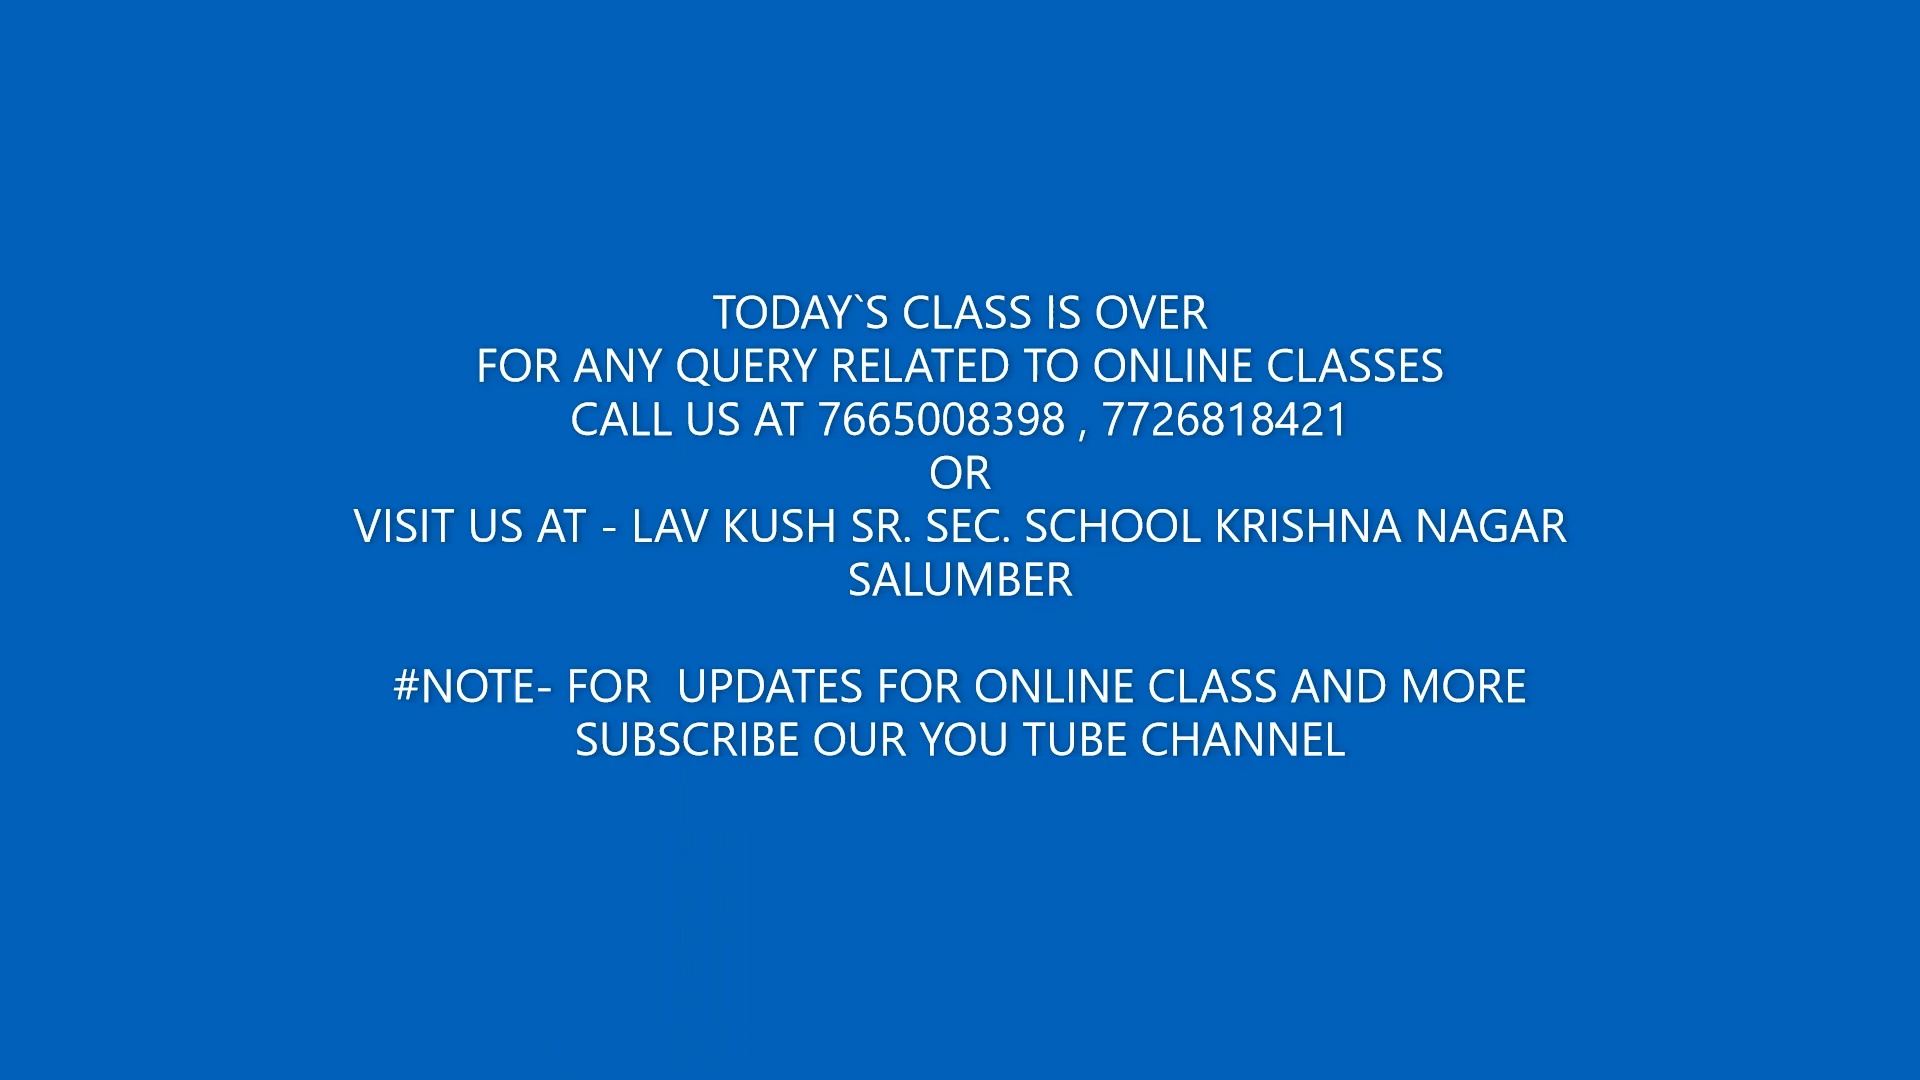 TODAY`S CLASS IS OVER
FOR ANY QUERY RELATED TO ONLINE CLASSES
CALL US AT 7665008398 , 7726818421
OR
VISIT US AT - LAV KUSH SR. SEC. SCHOOL KRISHNA NAGAR
SALUMBER
#NOTE- FOR  UPDATES FOR ONLINE CLASS AND MORE
SUBSCRIBE OUR YOU TUBE CHANNEL